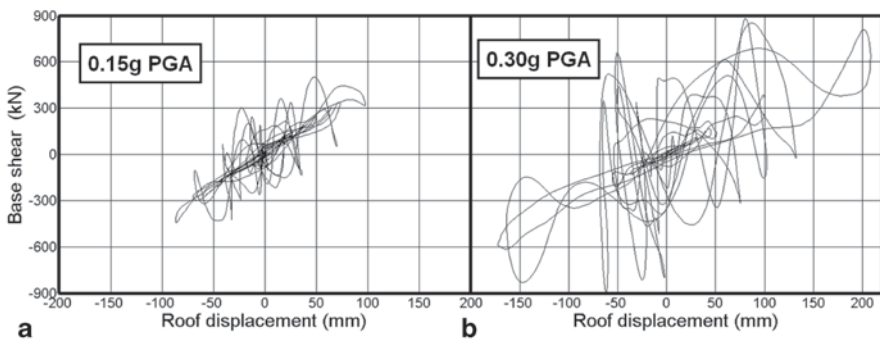 900
600
300
0
-300
-600
-900
Base shear (kN)
0.15g PGA
0.30g PGA
-200 -150 -100 -50 0 50 100 150 200 -150 -100 -50 0 50 100 150 200
a Roof displacement (mm)
b Roof displacement (mm)